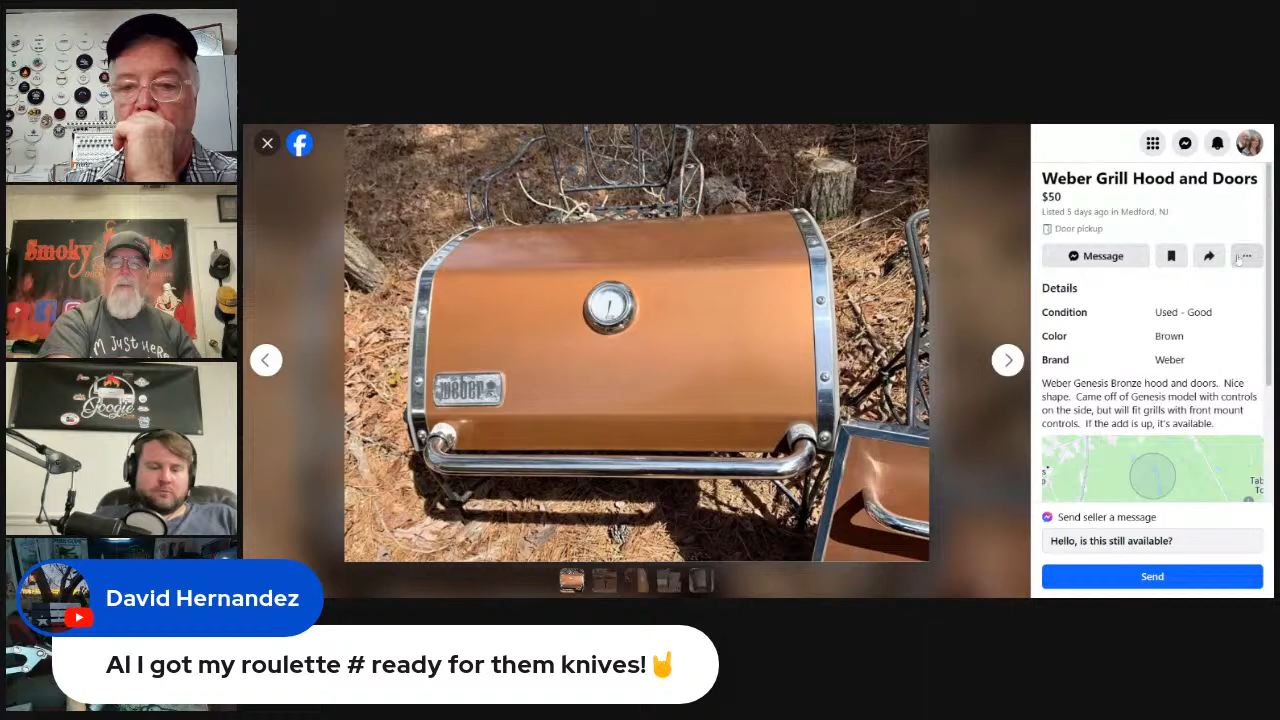 Smoky
I'M JUST HERE
Googie
weber
Weber Grill Hood and Doors
$50
Listed 5 days ago in Medford, NJ
Door pickup
Message
Details
Condition Used - Good
Color Brown
Brand Weber
Weber Genesis Bronze hood and doors. Nice
shape. Came off of Genesis model with controls
on the side, but will fit grills with front mount
controls. If the add is up, it's available.
Send seller a message
Hello, is this still available?
Send
David Hernandez
Al I got my roulette # ready for them knives!🤘